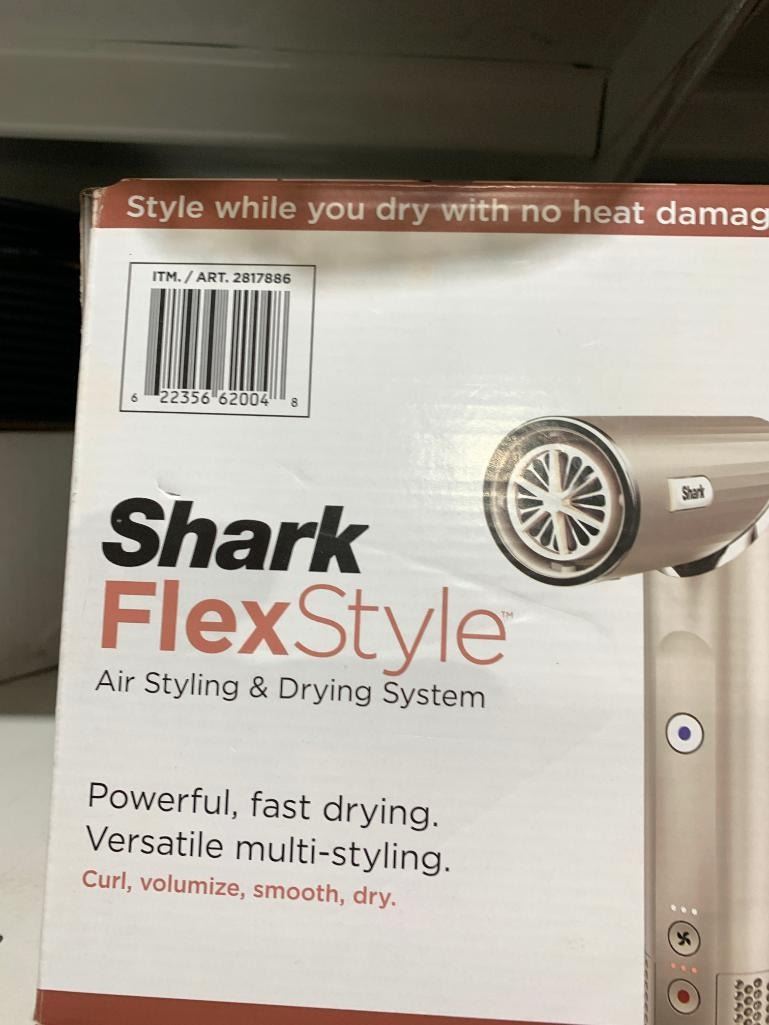 Style while you dry with no heat damag
ITM. / ART. 2817886
6 22356 62004 8
Shark
Shark
FlexStyle™
Air Styling & Drying System
Powerful, fast drying.
Versatile multi-styling.
Curl, volumize, smooth, dry.